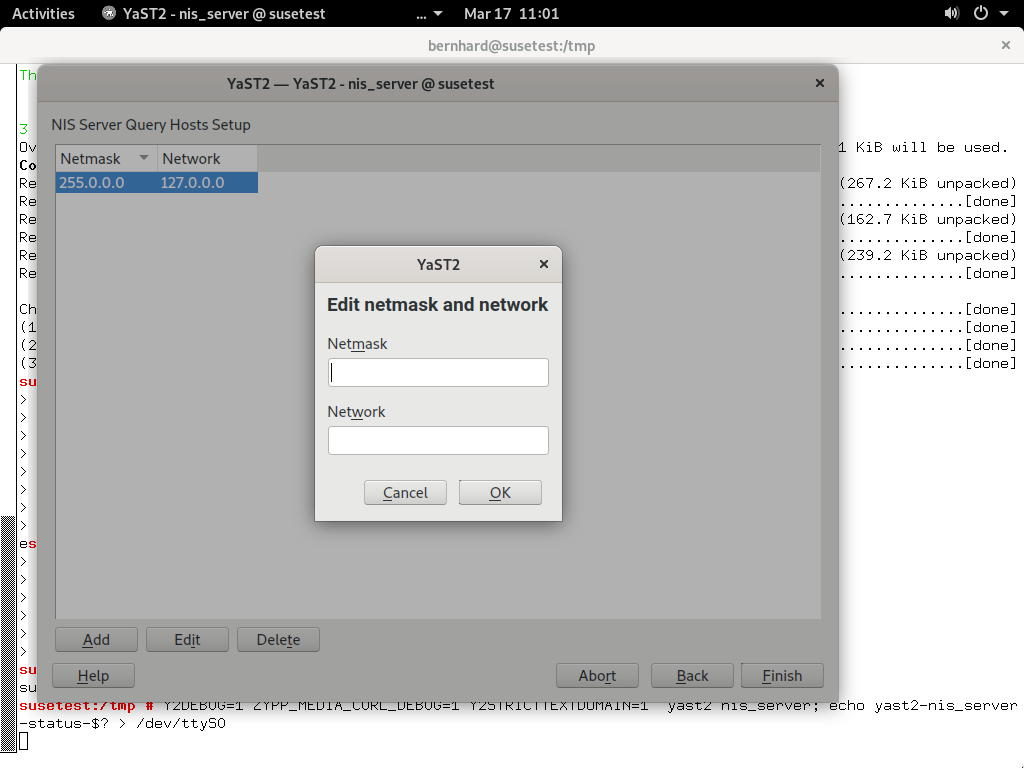 Activities YaST2 - nis_server @ susetest ... Mar 17 11:01
bernhard@susetest:/tmp ×
Th
YaST2 — YaST2 - nis_server @ susetest ×
NIS Server Query Hosts Setup
3
Ov 1 KiB will be used.
Netmask Network
Co
255.0.0.0 127.0.0.0
Re (267.2 KiB unpacked)
Re ..............[done]
Re (162.7 KiB unpacked)
Re ..............[done]
Re (239.2 KiB unpacked)
Re ..............[done]
YaST2 ×
Edit netmask and network
Netmask
Network
Cancel OK
Ch ..............[done]
(1 ..............[done]
(2 ..............[done]
(3 ..............[done]
su
>
>
>
>
>
>
>
>
es
>
>
>
>
>
>
Add Edit Delete
su
Help Abort Back Finish
su
susetest:/tmp # Y2DEBUG=1 ZYPP_MEDIA_CURL_DEBUG=1 Y2STRICTTEXTDOMAIN=1 yast2 nis_server; echo yast2-nis_server
-status-$? > /dev/ttyS0